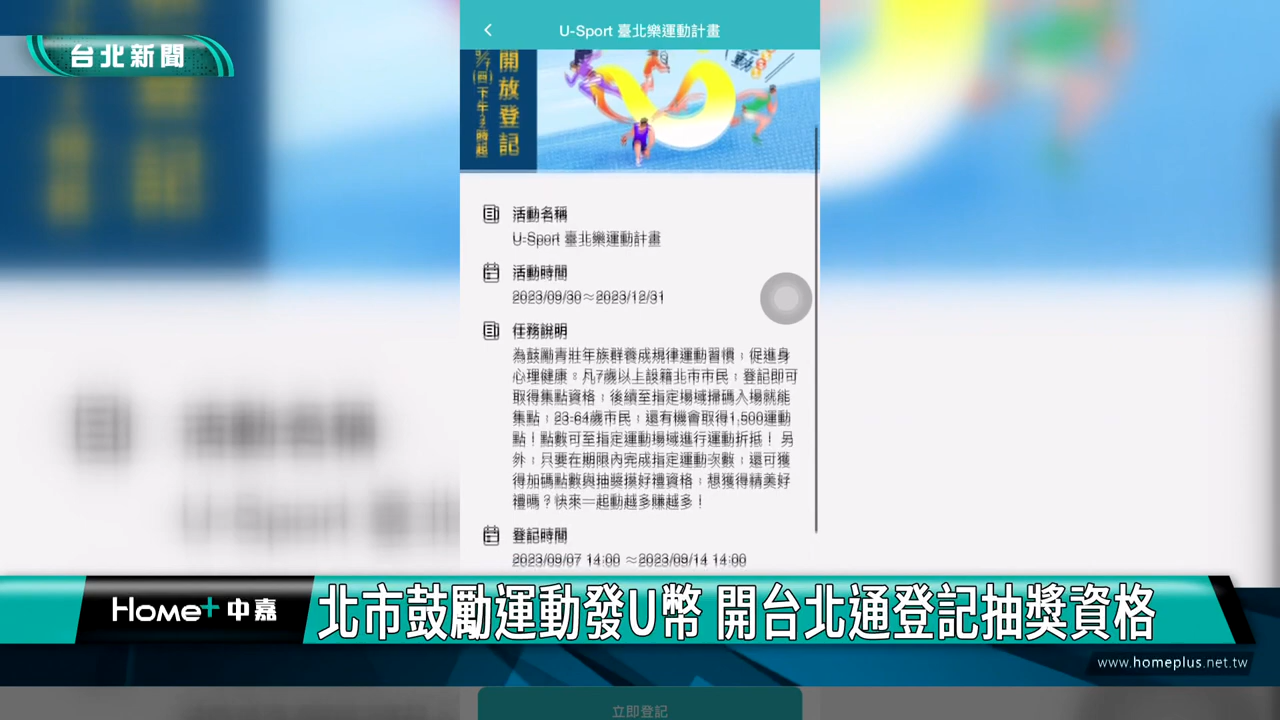 台北新聞
U-Sport 臺北樂運動計畫
開放登記
活動名稱
U-Sport 臺北樂運動計畫
活動時間
2023/09/30～2023/12/31
任務說明
為鼓勵青壯年族群養成規律運動習慣，促進身
心理健康。凡7歲以上設籍北市市民，登記即可
取得集點資格，後續至指定場域掃碼入場就能
集點，23-64歲市民，還有機會取得1,500運動
點！點數可至指定運動場域進行運動折抵！ 另
外，只要在期限內完成指定運動次數，還可獲
得加碼點數與抽獎摸好禮資格，想獲得精美好
禮嗎？快來一起動越多賺越多！
登記時間
2023/09/07 14:00 ～2023/09/14 14:00
Home+中嘉
北市鼓勵運動發U幣 開台北通登記抽獎資格
www.homeplus.net.tw
立即登記